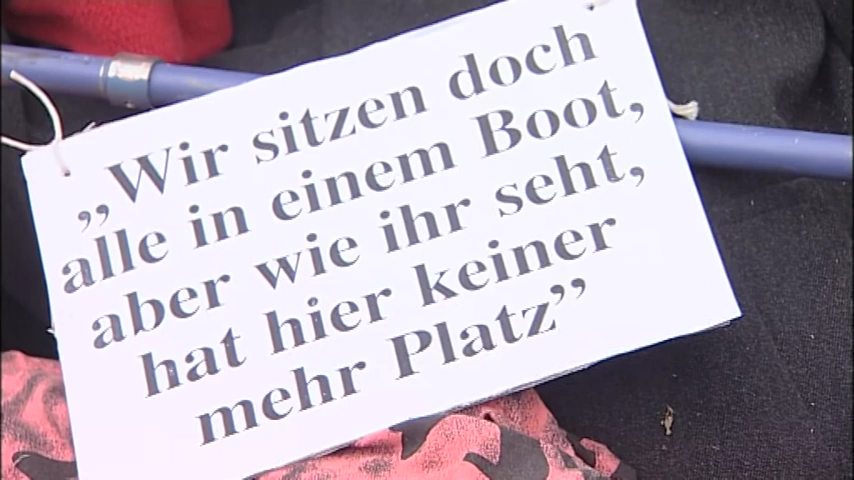 „Wir sitzen doch
alle in einem Boot,
aber wie ihr seht,
hat hier keiner
mehr Platz”